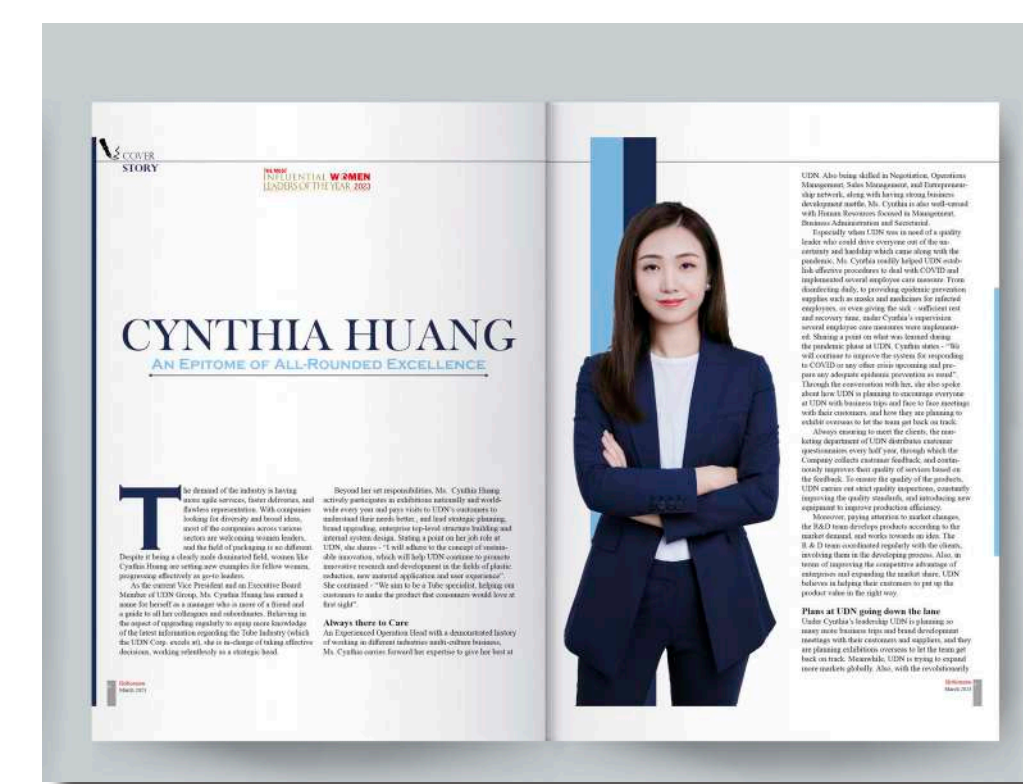 COVER
STORY
THE MOST
INFLUENTIAL WOMEN
LEADERS OF THE YEAR 2023
CYNTHIA HUANG
AN EPITOME OF ALL-ROUNDED EXCELLENCE
The demand of the industry is having
more agile services, faster deliveries, and
flawless representation. With companies
looking for diversity and broad ideas,
most of the companies across various
sectors are welcoming women leaders,
and the field of packaging is no different.
Despite it being a clearly male dominated field, women like
Cynthia Huang are setting new examples for fellow women,
progressing effectively as go-to leaders.
As the current Vice President and an Executive Board
Member of UDN Group, Ms. Cynthia Huang has earned a
name for herself as a manager who is more of a friend and
a guide to all her colleagues and subordinates. Believing in
the aspect of upgrading regularly to equip more knowledge
of the latest information regarding the Tube Industry (which
the UDN Corp. excels at), she is in-charge of taking effective
decisions, working relentlessly as a strategic head.
Beyond her set responsibilities, Ms. Cynthia Huang
actively participates in exhibitions nationally and world-
wide every year and pays visits to UDN's customers to
understand their needs better , and lead strategic planning,
brand upgrading, enterprise top-level structure building and
internal system design. Stating a point on her job role at
UDN, she shares - "I will adhere to the concept of sustain-
able innovation, which will help UDN continue to promote
innovative research and development in the fields of plastic
reduction, new material application and user experience".
She continued - "We aim to be a Tube specialist, helping our
customers to make the product that consumers would love at
first sight".
Always there to Care
An Experienced Operation Head with a demonstrated history
of working in different industries multi-culture business,
Ms. Cynthia carries forward her expertise to give her best at
March 2023
UDN. Also being skilled in Negotiation, Operations
Management, Sales Management, and Entrepreneur-
ship network, along with having strong business
development mettle, Ms. Cynthia is also well-versed
with Human Resources focused in Management,
Business Administration and Secretarial.
Especially when UDN was in need of a quality
leader who could drive everyone out of the un-
certainty and hardship which came along with the
pandemic, Ms. Cynthia readily helped UDN estab-
lish effective procedures to deal with COVID and
implemented several employee care measure. From
disinfecting daily, to providing epidemic prevention
supplies such as masks and medicines for infected
employees, or even giving the sick - sufficient rest
and recovery time, under Cynthia's supervision
several employee care measures were implement-
ed. Sharing a point on what was learned during
the pandemic phase at UDN, Cynthia states - "We
will continue to improve the system for responding
to COVID or any other crisis upcoming and pre-
pare any adequate epidemic prevention as usual".
Through the conversation with her, she also spoke
about how UDN is planning to encourage everyone
at UDN with business trips and face to face meetings
with their customers, and how they are planning to
exhibit overseas to let the team get back on track.
Always ensuring to meet the clients, the mar-
keting department of UDN distributes customer
questionnaires every half year, through which the
Company collects customer feedback, and contin-
uously improves their quality of services based on
the feedback. To ensure the quality of the products,
UDN carries out strict quality inspections, constantly
improving the quality standards, and introducing new
equipment to improve production efficiency.
Moreover, paying attention to market changes,
the R&D team develops products according to the
market demand, and works towards an idea. The
R & D team coordinated regularly with the clients,
involving them in the developing process. Also, in
terms of improving the competitive advantage of
enterprises and expanding the market share, UDN
believes in helping their customers to put up the
product value in the right way.
Plans at UDN going down the lane
Under Cynthia's leadership UDN is planning so
many more business trips and brand development
meetings with their customers and suppliers, and they
are planning exhibitions overseas to let the team get
back on track. Meanwhile, UDN is trying to expand
more markets globally. Also, with the revolutionarily
March 2023